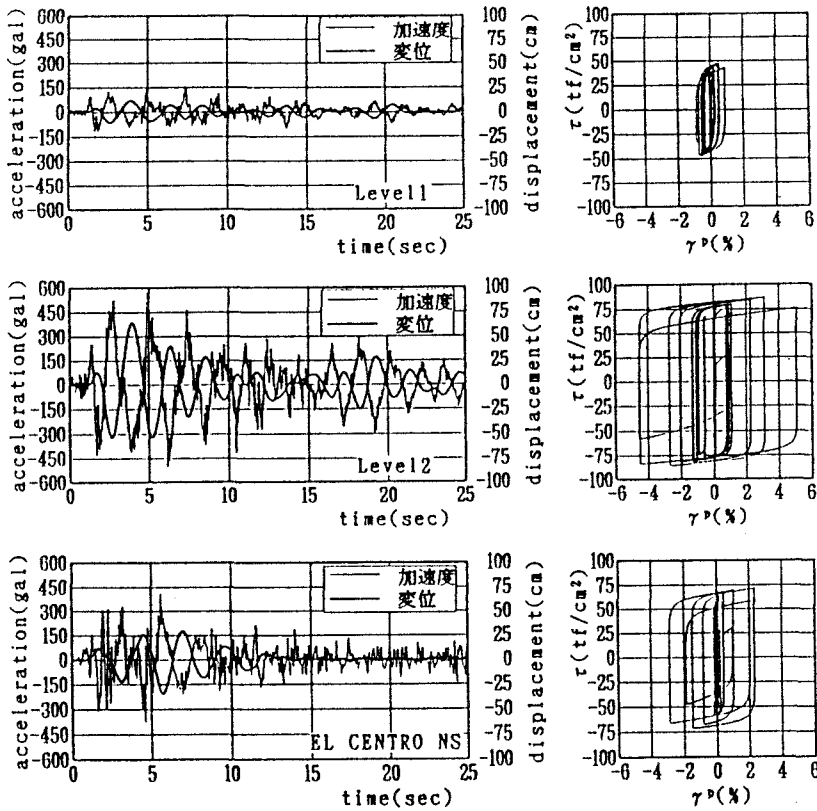 acceleration(gal)
600
450
300
150
0
-150
-300
-450
-600
0 5 10 15 20 25
time(sec)
加速度
変位
Level1
100
75
50
25
0
-25
-50
-75
-100
displacement(cm)
τ(tf/cm²)
100
75
50
25
0
-25
-50
-75
-100
-6 -4 -2 0 2 4 6
γᵖ(%)
acceleration(gal)
600
450
300
150
0
-150
-300
-450
-600
0 5 10 15 20 25
time(sec)
加速度
変位
Level2
100
75
50
25
0
-25
-50
-75
-100
displacement(cm)
τ(tf/cm²)
100
75
50
25
0
-25
-50
-75
-100
-6 -4 -2 0 2 4 6
γᵖ(%)
acceleration(gal)
600
450
300
150
0
-150
-300
-450
-600
0 5 10 15 20 25
time(sec)
加速度
変位
EL CENTRO NS
100
75
50
25
0
-25
-50
-75
-100
displacement(cm)
τ(tf/cm²)
100
75
50
25
0
-25
-50
-75
-100
-6 -4 -2 0 2 4 6
γᵖ(%)